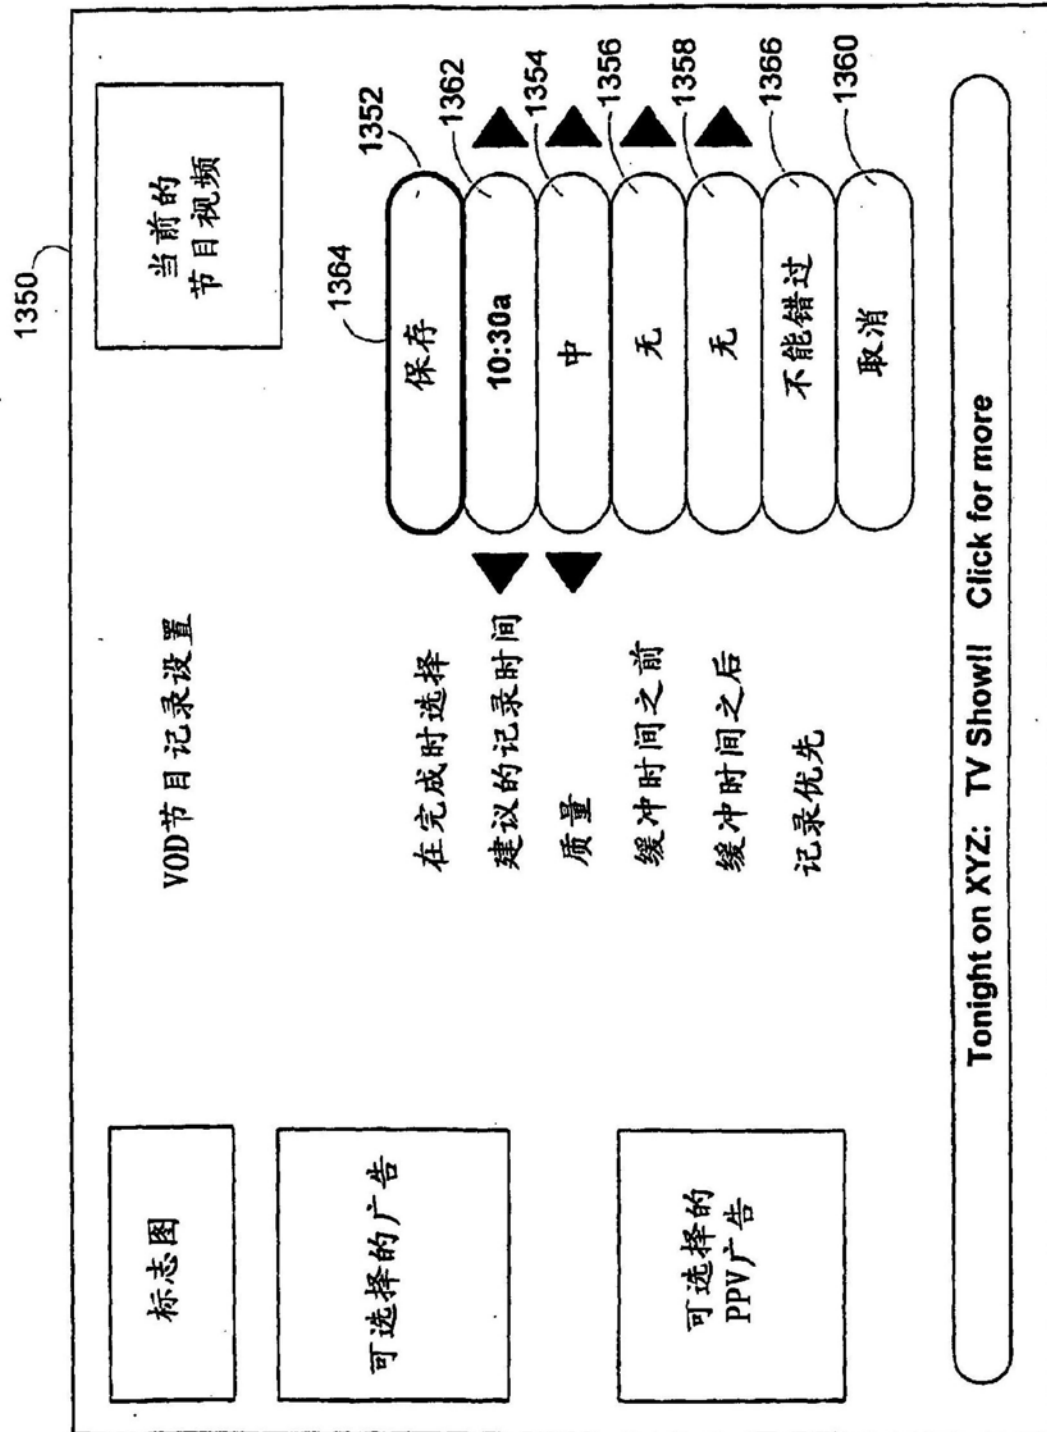 1350
标志图
VOD节目记录设置
当前的
节目视频
可选择的广告
1364
1352
在完成时选择
保存
1362
建议的记录时间
10:30a
1354
质量
中
1356
缓冲时间之前
无
1358
缓冲时间之后
无
1366
记录优先
不能错过
1360
取消
可选择的
PPV广告
Tonight on XYZ: TV Show!! Click for more